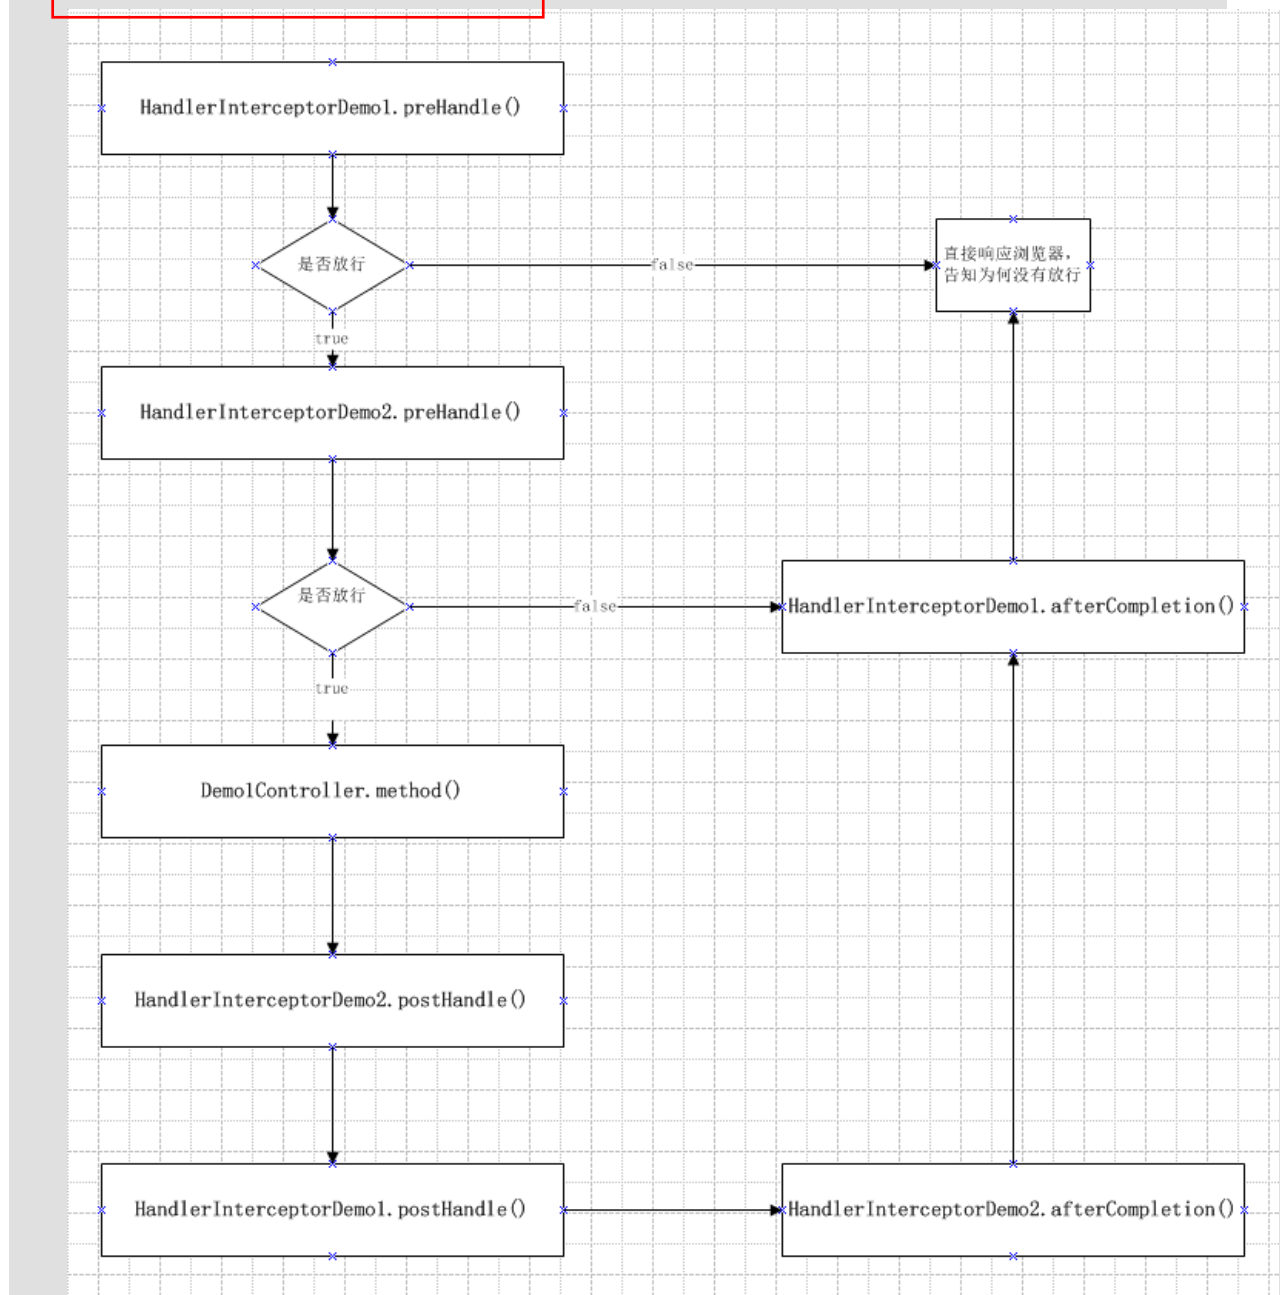 HandlerInterceptorDemo1.preHandle()
是否放行
false
直接响应浏览器，
告知为何没有放行
true
HandlerInterceptorDemo2.preHandle()
是否放行
false
HandlerInterceptorDemo1.afterCompletion()
true
Demo1Controller.method()
HandlerInterceptorDemo2.postHandle()
HandlerInterceptorDemo1.postHandle()
HandlerInterceptorDemo2.afterCompletion()